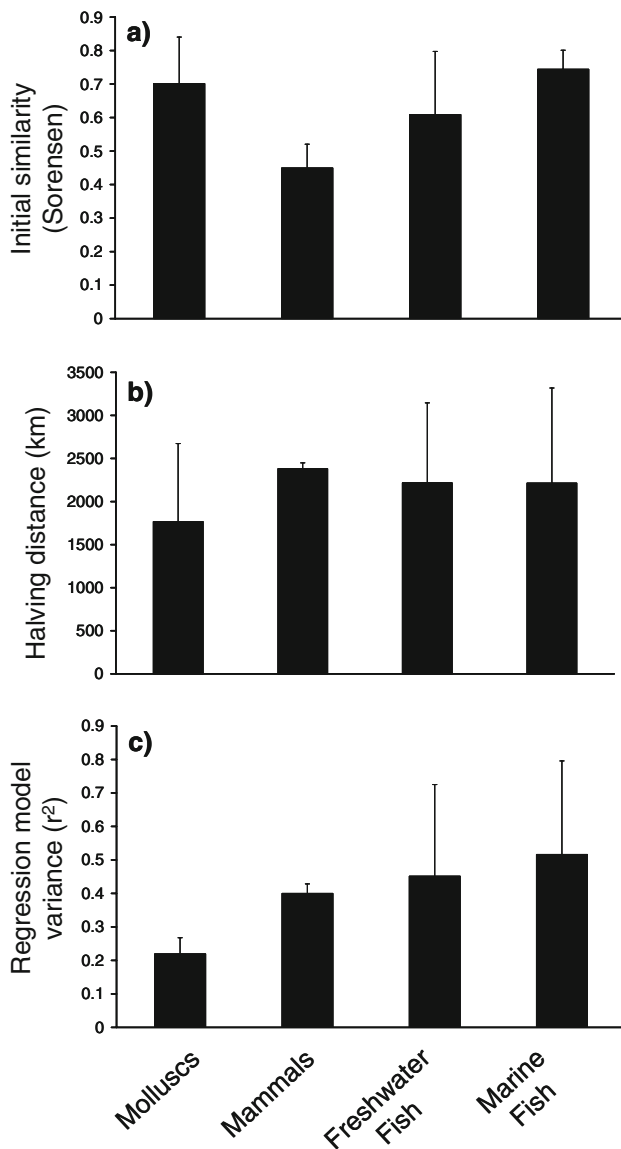 a)
Initial similarity
(Sorensen)
0.9
0.8
0.7
0.6
0.5
0.4
0.3
0.2
0.1
0
b)
Halving distance (km)
3500
3000
2500
2000
1500
1000
500
0
c)
Regression model
variance (r²)
0.9
0.8
0.7
0.6
0.5
0.4
0.3
0.2
0.1
0
Molluscs
Mammals
Freshwater
Fish
Marine
Fish